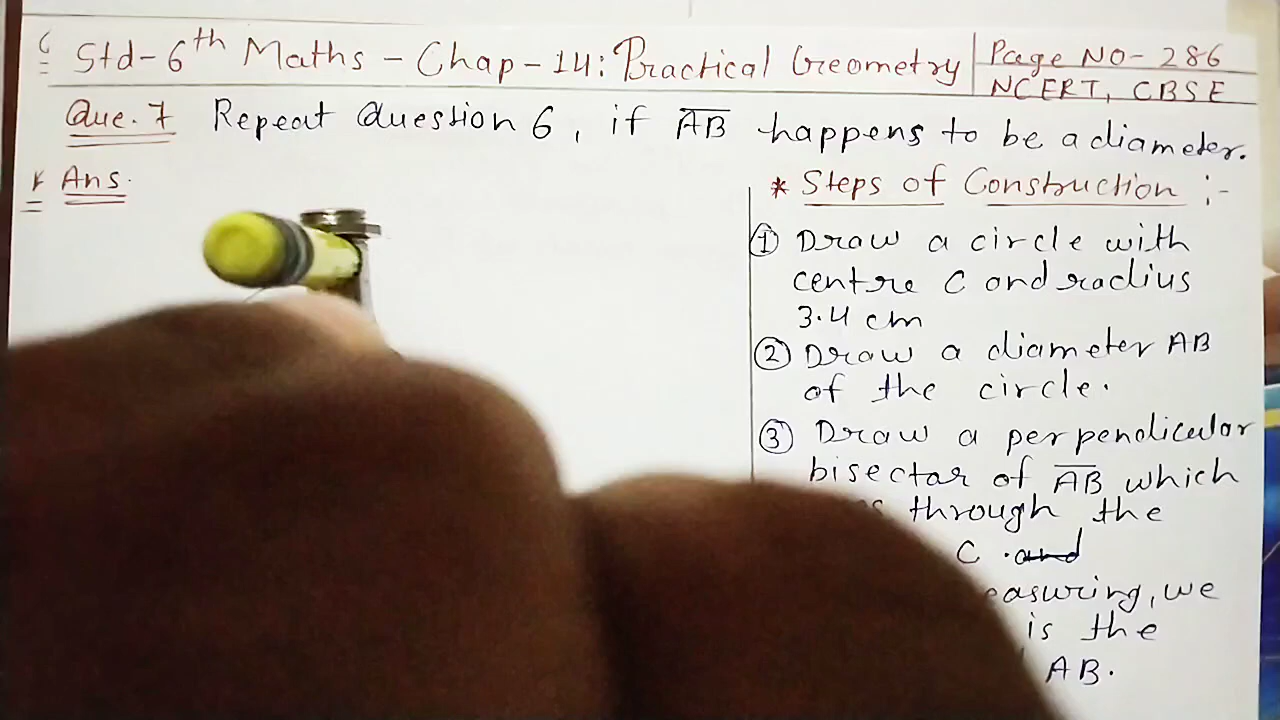 Std-6th Maths - Chap-14: Practical Geometry
Page NO- 286
NCERT, CBSE
Que. 7 Repeat Question 6, if AB happens to be a diameter.
Ans.
* Steps of Construction :-
① Draw a circle with
centre C and radius
3.4 cm
② Draw a diameter AB
of the circle.
③ Draw a perpendicular
bisectar of AB which
through the
C . and
easuring, we
is the
AB.